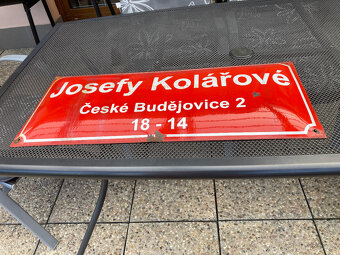 Josefy Kolářové
České Budějovice 2
18 - 14